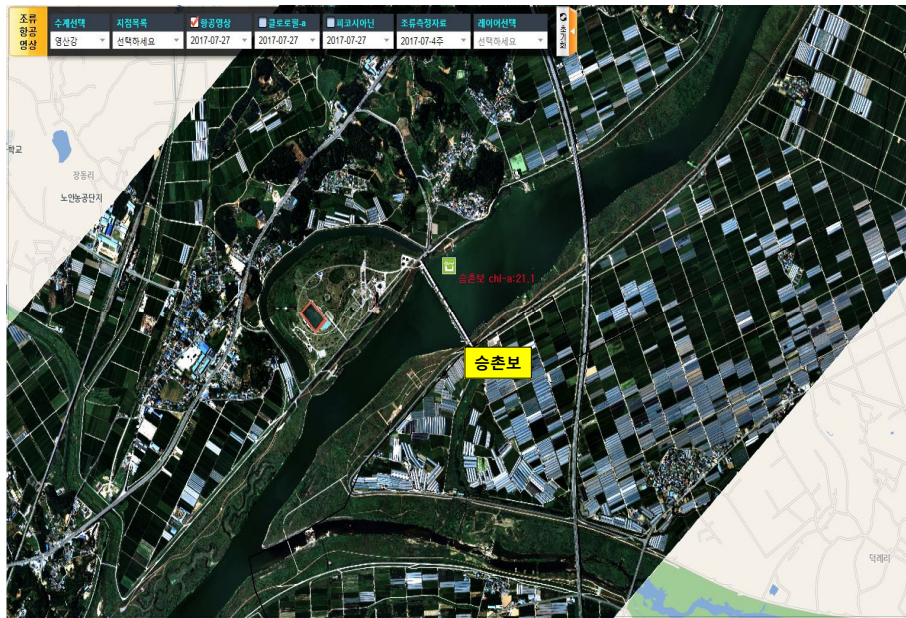 조류
항공
영상
수계선택 지점목록 항공영상 클로로필-a 피코시아닌 조류측정자료 레이어선택
영산강 선택하세요 2017-07-27 2017-07-27 2017-07-27 2017-07-4주 선택하세요
초기화
학교
장동리
노안농공단지
승촌보 chl-a:21.1
승촌보
덕례리